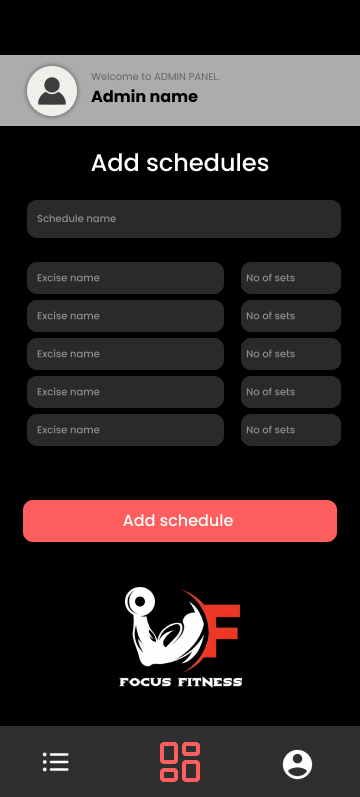 Welcome to ADMIN PANEL.
Admin name
Add schedules
Schedule name
Excise name No of sets
Excise name No of sets
Excise name No of sets
Excise name No of sets
Excise name No of sets
Add schedule
F
FOCUS FITNESS